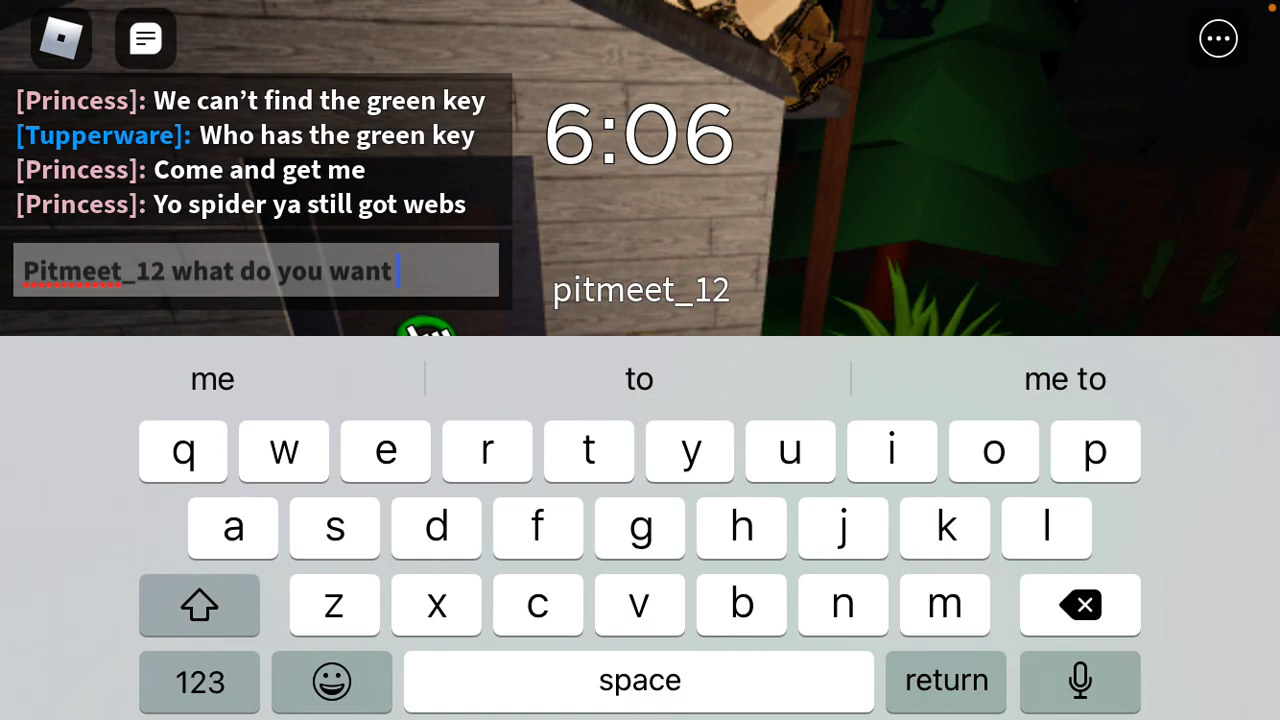 [Princess]: We can’t find the green key
[Tupperware]: Who has the green key
[Princess]: Come and get me
[Princess]: Yo spider ya still got webs
Pitmeet_12 what do you want
6:06
pitmeet_12
me to me to
q w e r t y u i o p
a s d f g h j k l
z x c v b n m
123 space return